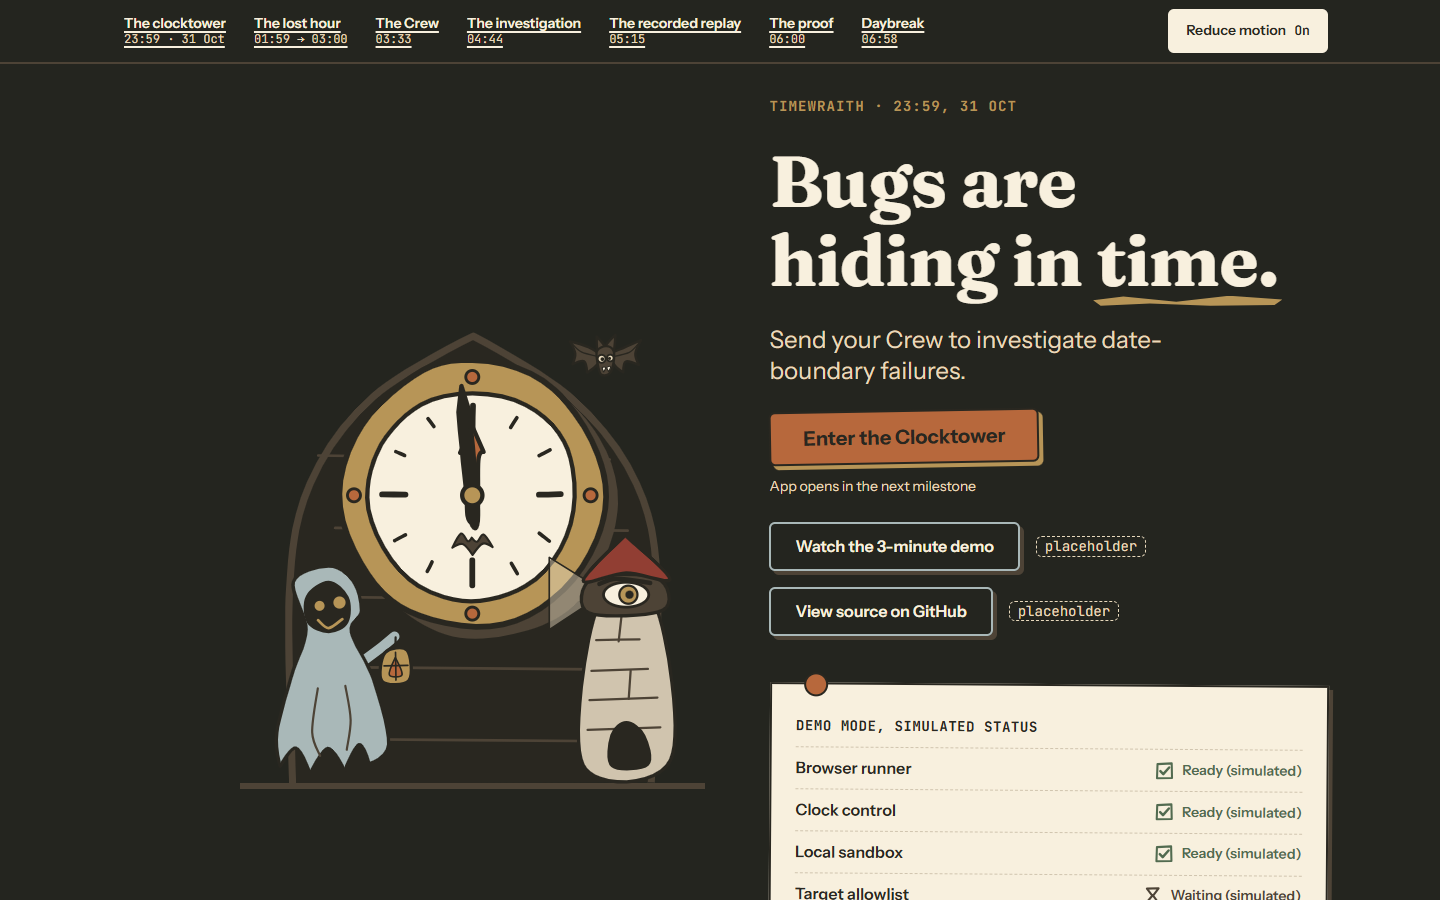 The clocktower
23:59 · 31 Oct
The lost hour
01:59 → 03:00
The Crew
03:33
The investigation
04:44
The recorded replay
05:15
The proof
06:00
Daybreak
06:58
Reduce motion On
TIMEWRAITH · 23:59, 31 OCT
Bugs are
hiding in time.
Send your Crew to investigate date-
boundary failures.
Enter the Clocktower
App opens in the next milestone
Watch the 3-minute demo placeholder
View source on GitHub placeholder
DEMO MODE, SIMULATED STATUS
Browser runner Ready (simulated)
Clock control Ready (simulated)
Local sandbox Ready (simulated)
Target allowlist Waiting (simulated)